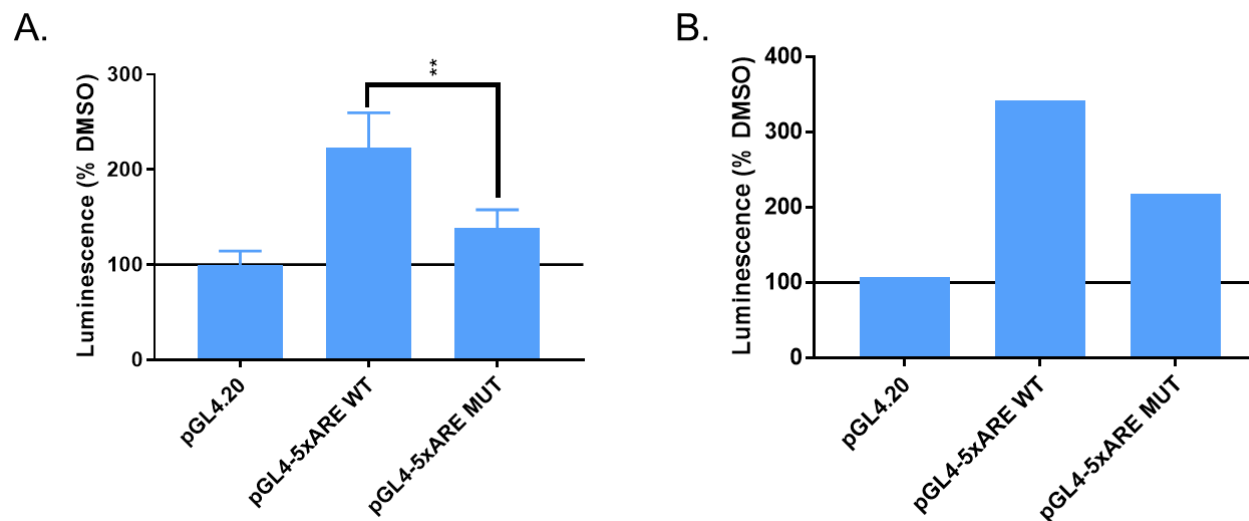 A.
Luminescence (% DMSO)
300
200
100
0
**
pGL4.20
pGL4-5xARE WT
pGL4-5xARE MUT
B.
Luminescence (% DMSO)
400
300
200
100
0
pGL4.20
pGL4-5xARE WT
pGL4-5xARE MUT